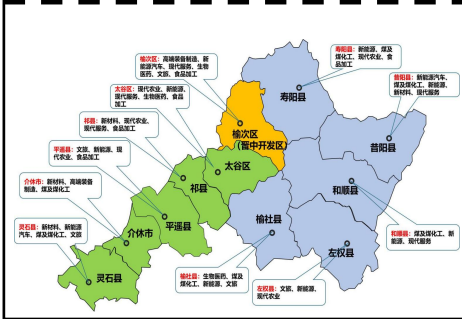 榆次区：高端装备制造、新
能源汽车、现代服务、生物
医药、文旅、食品加工
太谷区：现代农业、新能源、
现代服务、生物医药、食品
加工
祁县：新材料、现代农业、
现代服务、食品加工
平遥县：文旅、新能源、现
代农业、食品加工
介休市：新材料、高端装备
制造、煤及煤化工
灵石县：新材料、新能源
汽车、煤及煤化工、文旅
寿阳县：新能源、煤及
煤化工、现代农业、食
品加工
昔阳县：新能源汽车、
煤及煤化工、新能源、
新材料、现代服务
和顺县：煤及煤化工、新
能源、现代服务
左权县：文旅、新能源、
现代农业
榆社县：生物医药、煤及
煤化工、新能源、文旅
寿阳县
榆次区
（晋中开发区）
昔阳县
太谷区
祁县
和顺县
平遥县
榆社县
介休市
左权县
灵石县